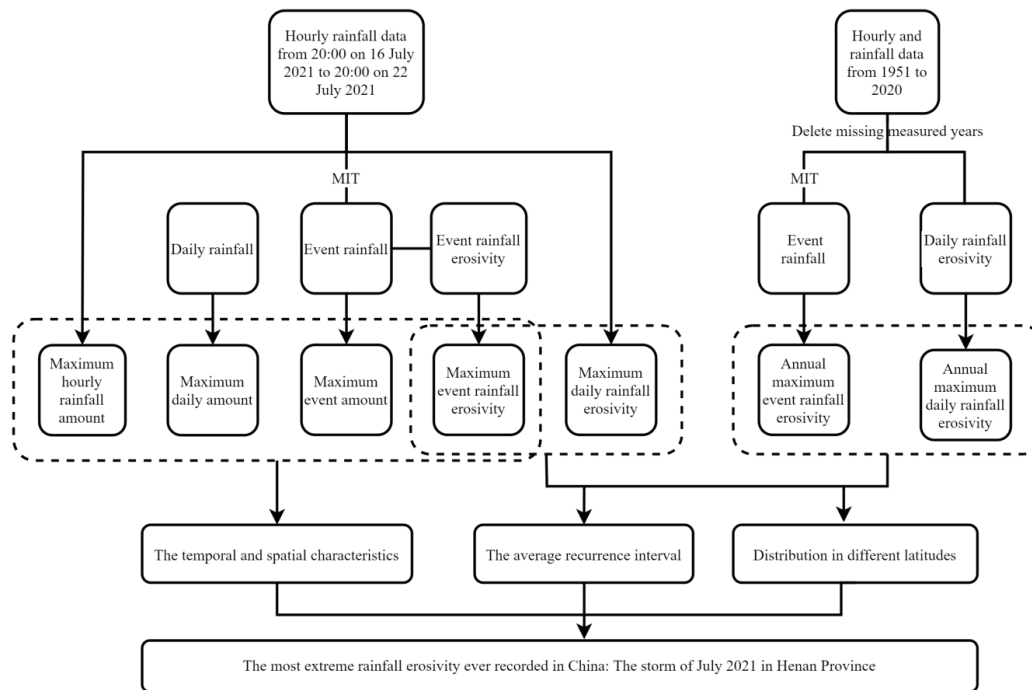 Hourly rainfall data
from 20:00 on 16 July
2021 to 20:00 on 22
July 2021
Hourly and
rainfall data
from 1951 to
2020
Delete missing measured years
MIT
MIT
Daily rainfall
Event rainfall
Event rainfall
erosivity
Event
rainfall
Daily rainfall
erosivity
Maximum
hourly
rainfall
amount
Maximum
daily amount
Maximum
event amount
Maximum
event rainfall
erosivity
Maximum
daily rainfall
erosivity
Annual
maximum
event rainfall
erosivity
Annual
maximum
daily rainfall
erosivity
The temporal and spatial characteristics
The average recurrence interval
Distribution in different latitudes
The most extreme rainfall erosivity ever recorded in China: The storm of July 2021 in Henan Province